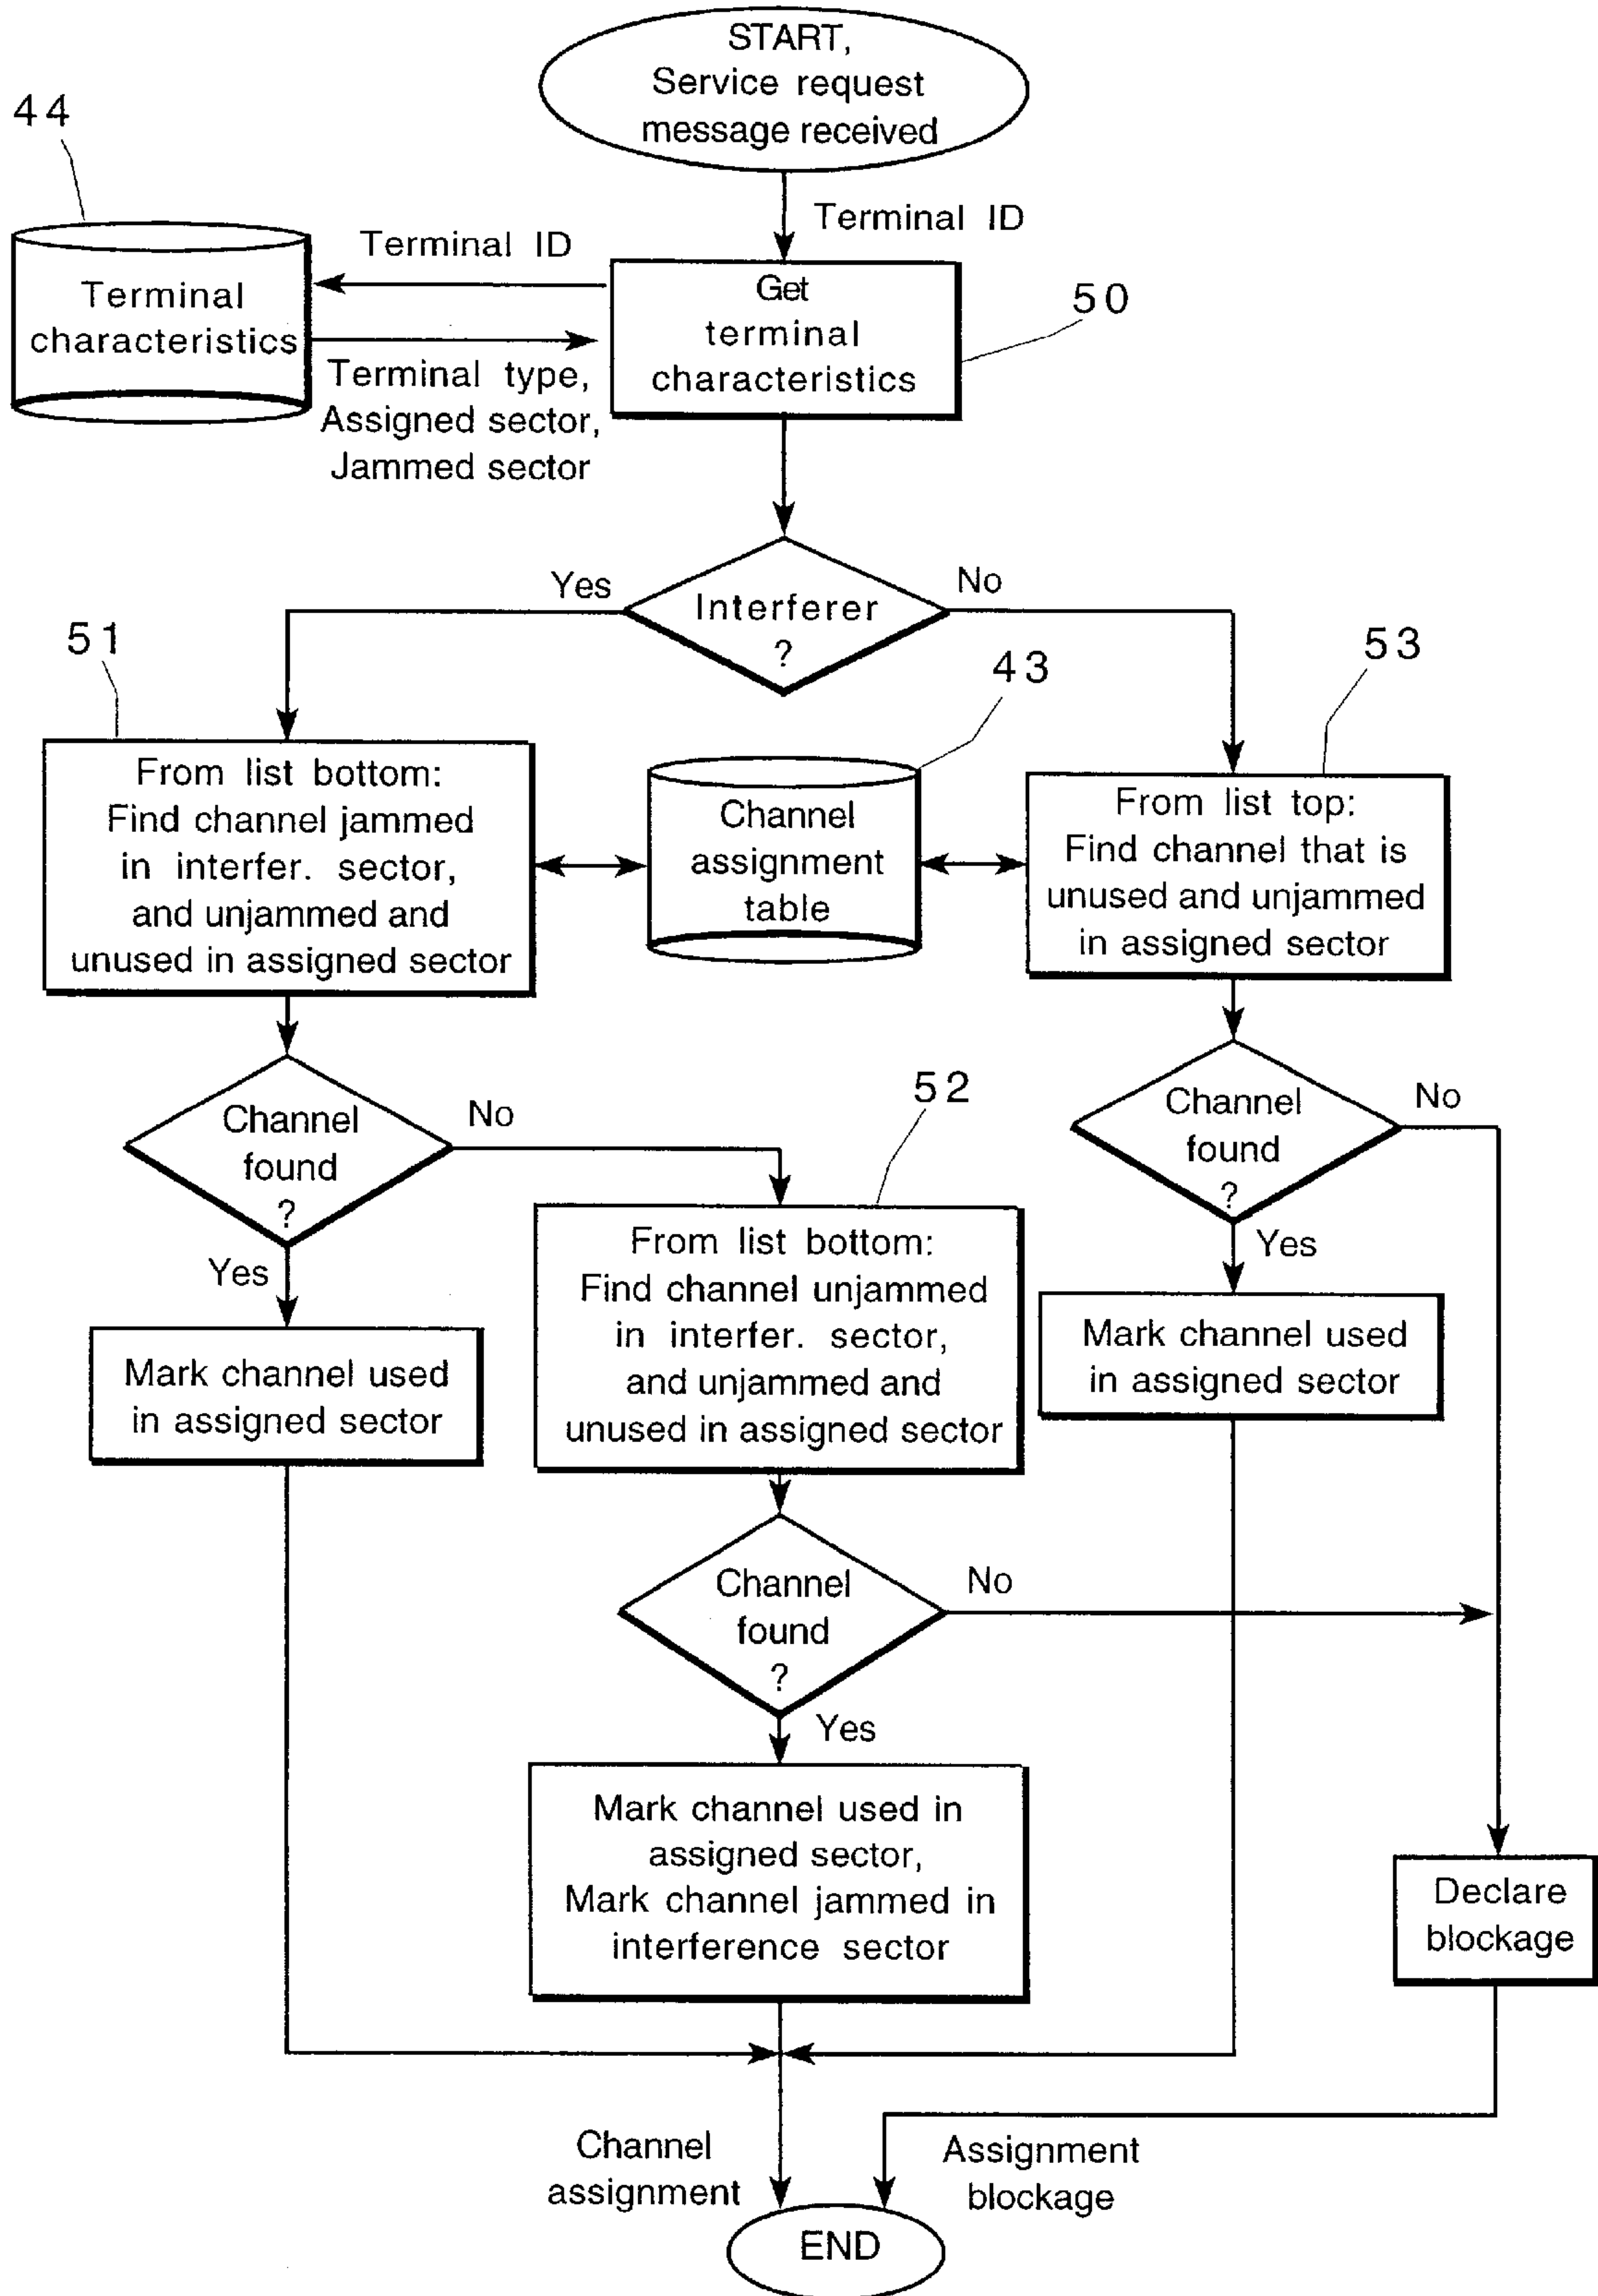 START,
Service request
message received
44
Terminal ID
Terminal ID
Terminal
characteristics
Get
terminal
characteristics
50
Terminal type,
Assigned sector,
Jammed sector
Yes
Interferer
?
No
51
43
53
From list bottom:
Find channel jammed
in interfer. sector,
and unjammed and
unused in assigned sector
Channel
assignment
table
From list top:
Find channel that is
unused and unjammed
in assigned sector
Channel
found
?
No
52
Channel
found
?
No
Yes
From list bottom:
Find channel unjammed
in interfer. sector,
and unjammed and
unused in assigned sector
Yes
Mark channel used
in assigned sector
Mark channel used
in assigned sector
Channel
found
?
No
Yes
Mark channel used in
assigned sector,
Mark channel jammed in
interference sector
Declare
blockage
Channel
assignment
Assignment
blockage
END